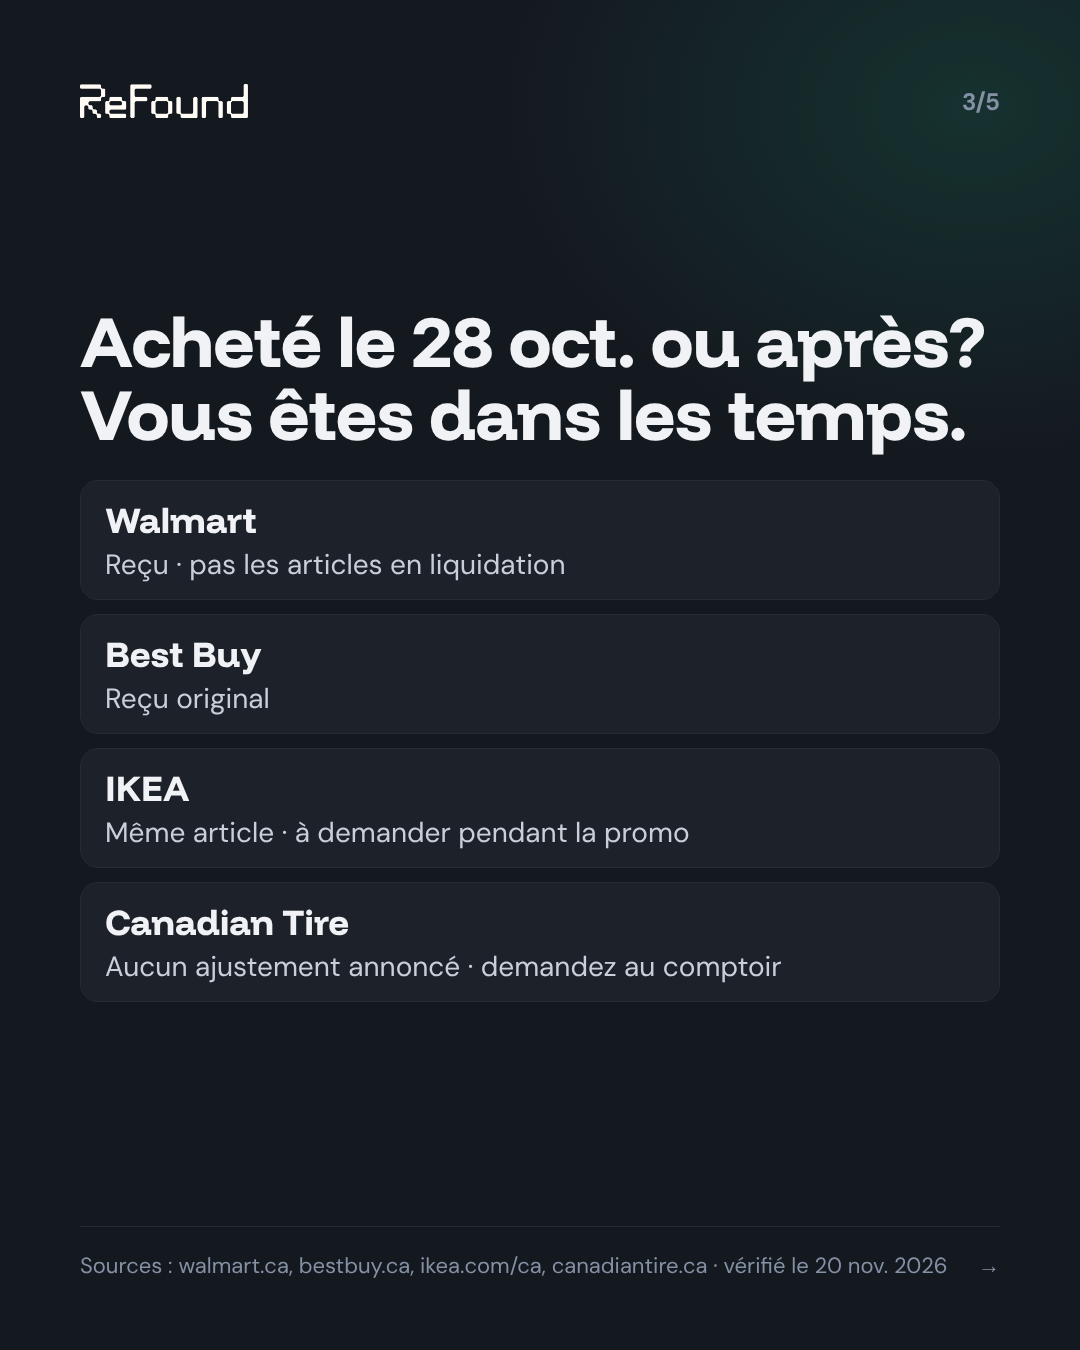 ReFound
3/5
Acheté le 28 oct. ou après?
Vous êtes dans les temps.
Walmart
Reçu · pas les articles en liquidation
Best Buy
Reçu original
IKEA
Même article · à demander pendant la promo
Canadian Tire
Aucun ajustement annoncé · demandez au comptoir
Sources : walmart.ca, bestbuy.ca, ikea.com/ca, canadiantire.ca · vérifié le 20 nov. 2026 →